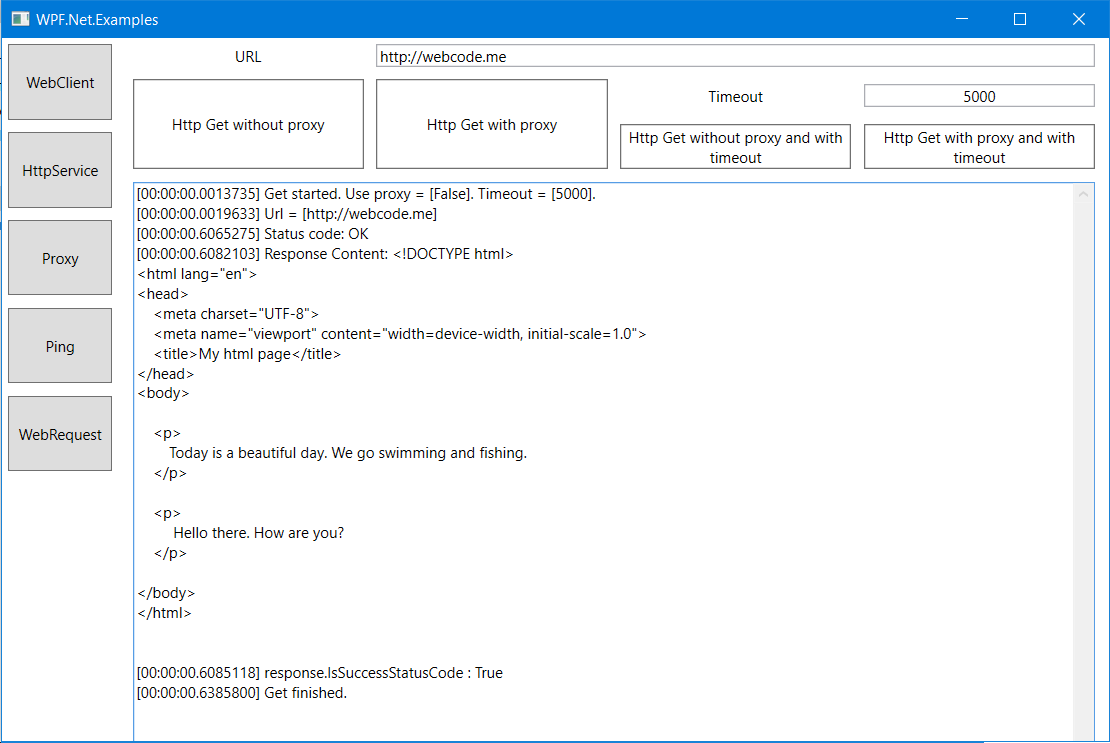 WPF.Net.Examples
WebClient
HttpService
Proxy
Ping
WebRequest
URL
http://webcode.me
Http Get without proxy
Http Get with proxy
Timeout
5000
Http Get without proxy and with
timeout
Http Get with proxy and with
timeout
[00:00:00.0013735] Get started. Use proxy = [False]. Timeout = [5000].
[00:00:00.0019633] Url = [http://webcode.me]
[00:00:00.6065275] Status code: OK
[00:00:00.6082103] Response Content: <!DOCTYPE html>
<html lang="en">
<head>
    <meta charset="UTF-8">
    <meta name="viewport" content="width=device-width, initial-scale=1.0">
    <title>My html page</title>
</head>
<body>
    <p>
        Today is a beautiful day. We go swimming and fishing.
    </p>
    <p>
         Hello there. How are you?
    </p>
</body>
</html>
[00:00:00.6085118] response.IsSuccessStatusCode : True
[00:00:00.6385800] Get finished.